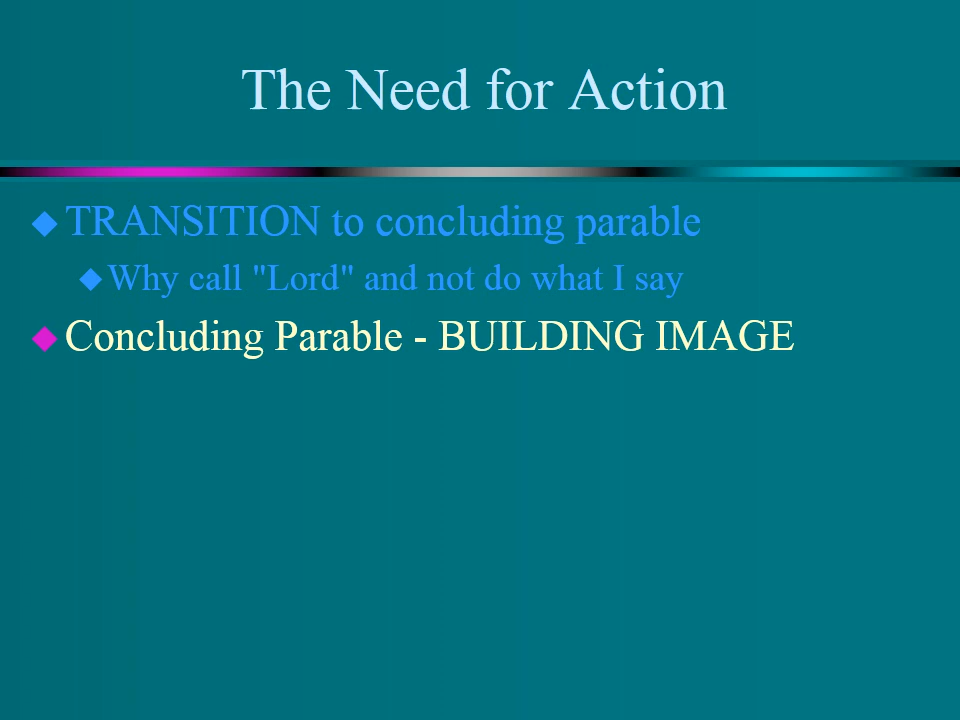 The Need for Action
TRANSITION to concluding parable
Why call "Lord" and not do what I say
Concluding Parable - BUILDING IMAGE